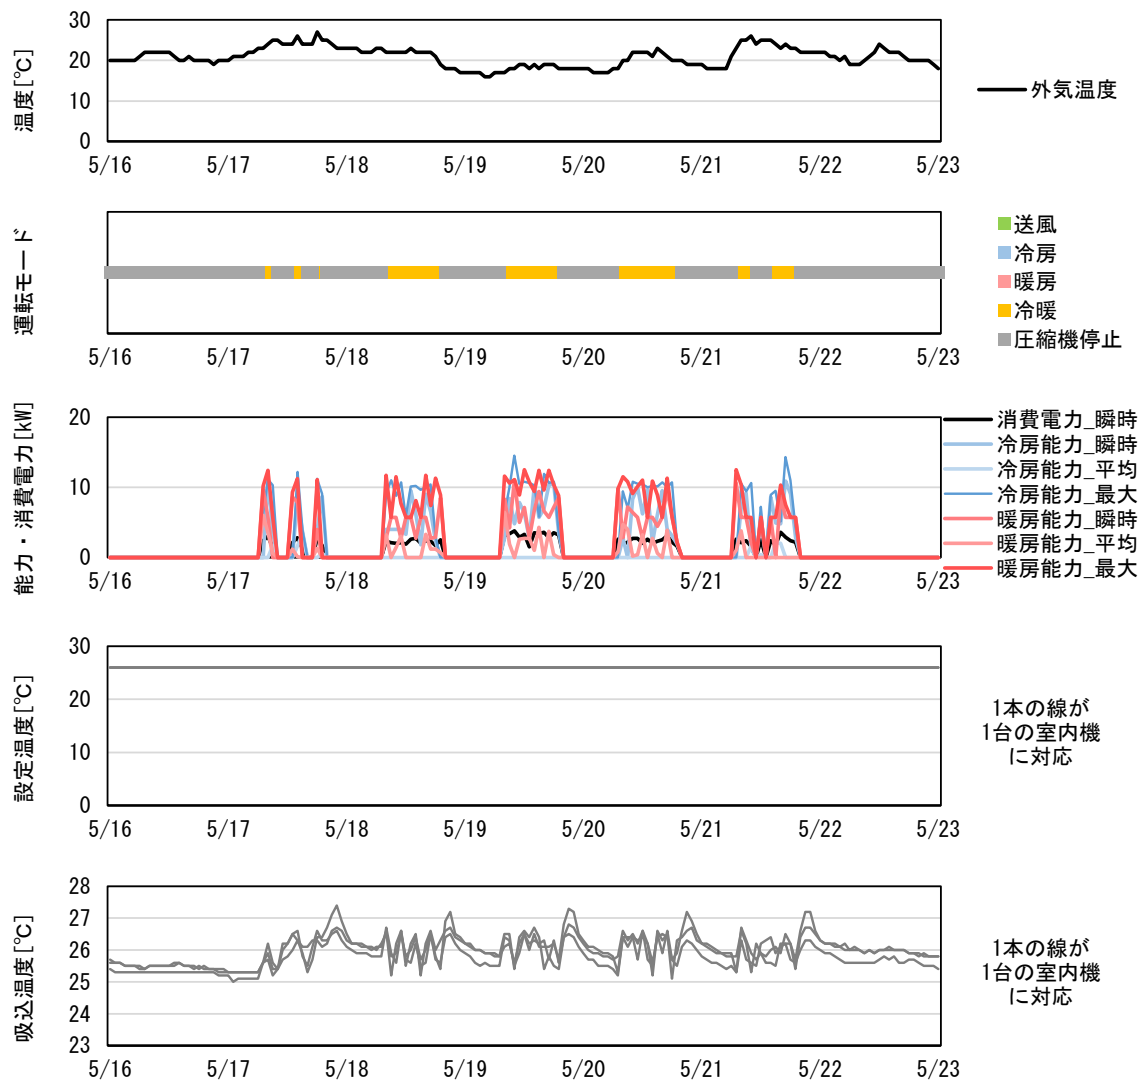 温度[℃]
30
20
10
0
5/16 5/17 5/18 5/19 5/20 5/21 5/22 5/23
外気温度
運転モード
5/16 5/17 5/18 5/19 5/20 5/21 5/22 5/23
送風
冷房
暖房
冷暖
圧縮機停止
能力・消費電力[kW]
20
10
0
5/16 5/17 5/18 5/19 5/20 5/21 5/22 5/23
消費電力_瞬時
冷房能力_瞬時
冷房能力_平均
冷房能力_最大
暖房能力_瞬時
暖房能力_平均
暖房能力_最大
設定温度[℃]
30
20
10
0
5/16 5/17 5/18 5/19 5/20 5/21 5/22 5/23
1本の線が
1台の室内機
に対応
吸込温度[℃]
28
27
26
25
24
23
5/16 5/17 5/18 5/19 5/20 5/21 5/22 5/23
1本の線が
1台の室内機
に対応